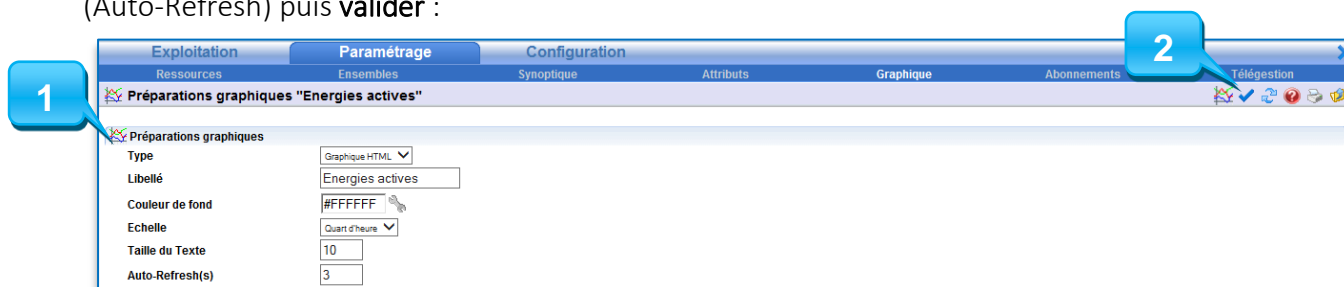 (Auto-Refresh) puis valider :
Exploitation Paramétrage Configuration
2
Ressources Ensembles Synoptique Attributs Graphique Abonnements Télégestion
1
Préparations graphiques "Energies actives"
Préparations graphiques
Type Graphique HTML
Libellé Energies actives
Couleur de fond #FFFFFF
Echelle Quart d'heure
Taille du Texte 10
Auto-Refresh(s) 3